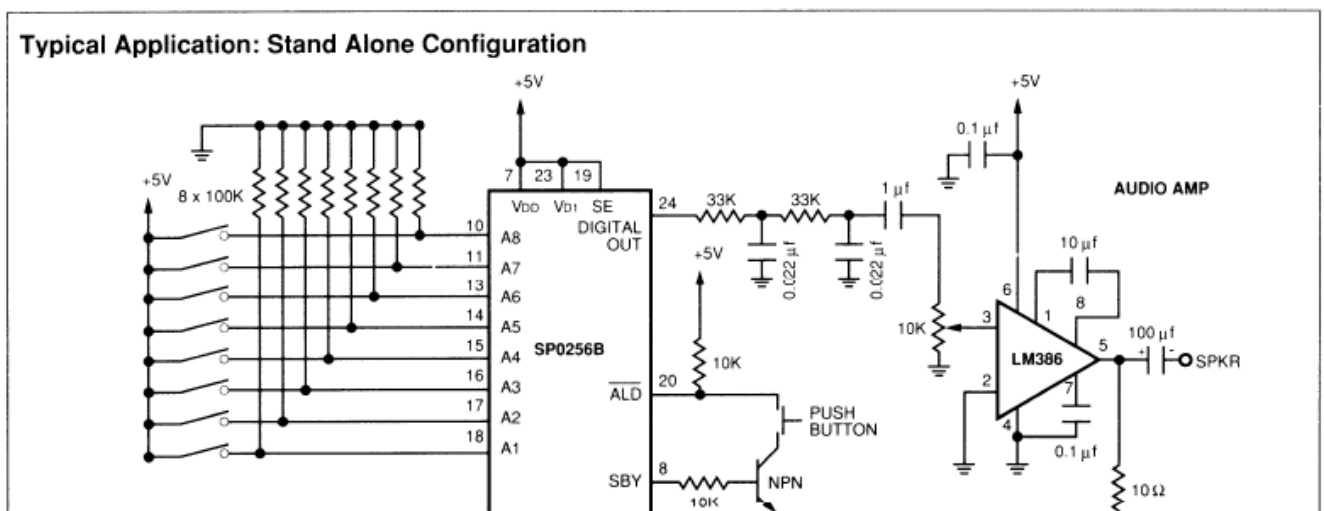 Typical Application: Stand Alone Configuration
+5V
+5V
0.1 µf
+5V
8 x 100K
7 23 19
VDD VD1 SE
DIGITAL
OUT
24
33K
33K
1 µf
AUDIO AMP
10 A8
11 A7
13 A6
14 A5
15 A4
16 A3
17 A2
18 A1
SP0256B
+5V
0.022 µf
0.022 µf
10K
10K
10 µf
6
1
8
3
2
LM386
5
7
4
100 µf
+ -
SPKR
0.1 µf
10Ω
ALD
20
PUSH
BUTTON
SBY
8
10K
NPN